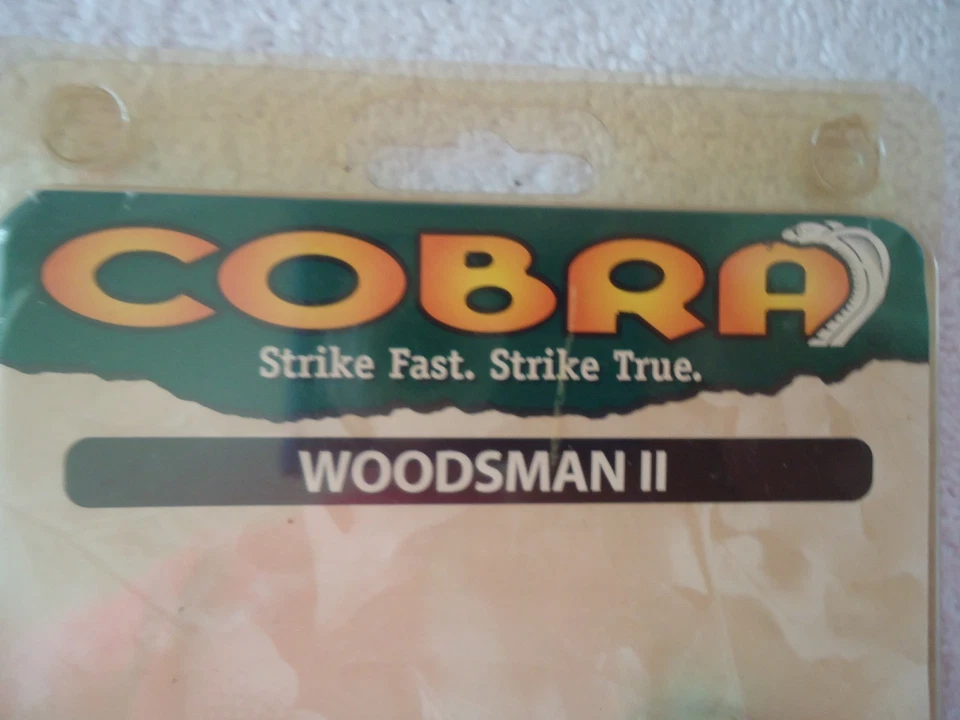 COBRA
Strike Fast. Strike True.
WOODSMAN II